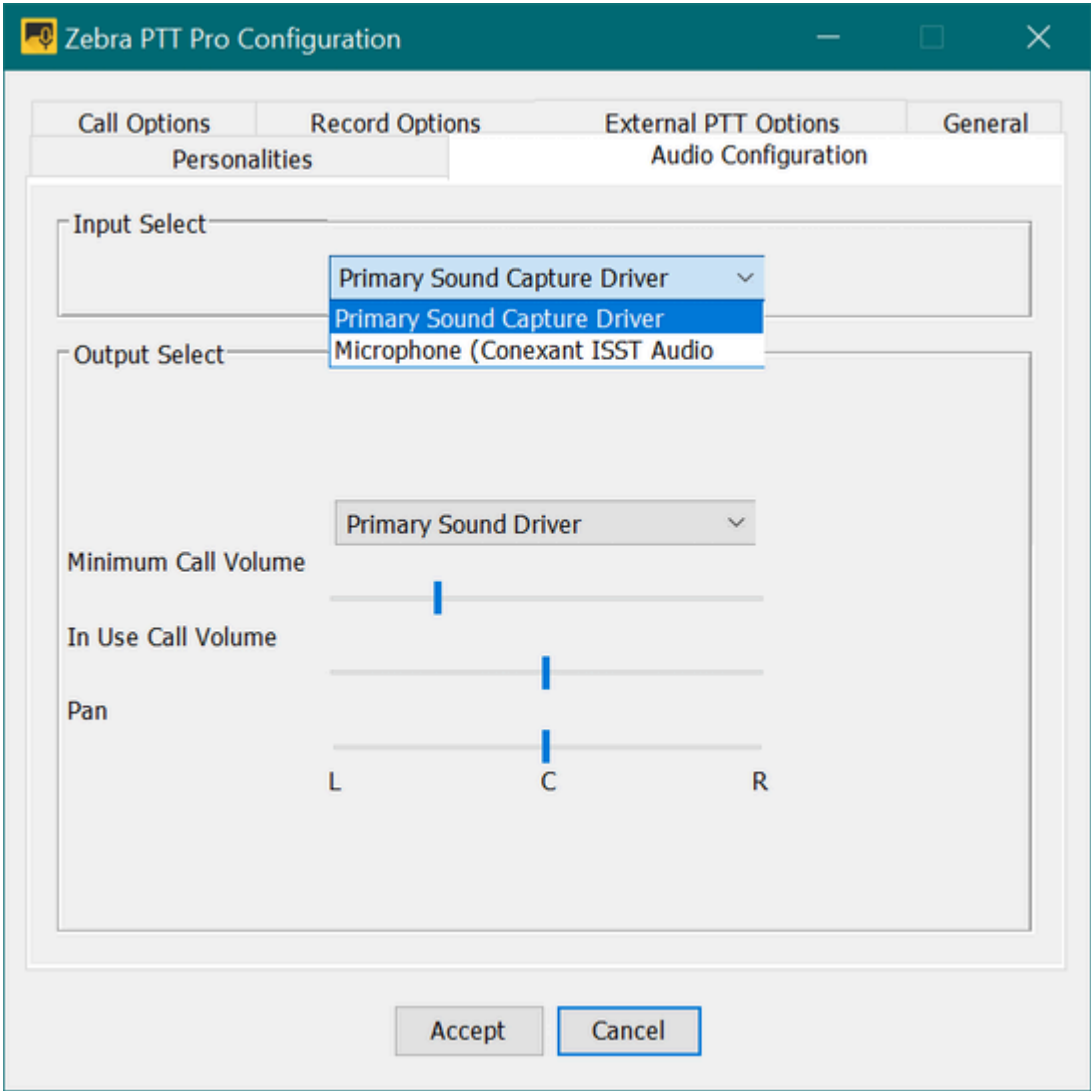 Zebra PTT Pro Configuration
Call Options Record Options External PTT Options General
Personalities Audio Configuration
Input Select
Primary Sound Capture Driver
Primary Sound Capture Driver
Microphone (Conexant ISST Audio
Output Select
Primary Sound Driver
Minimum Call Volume
In Use Call Volume
Pan
L C R
Accept Cancel